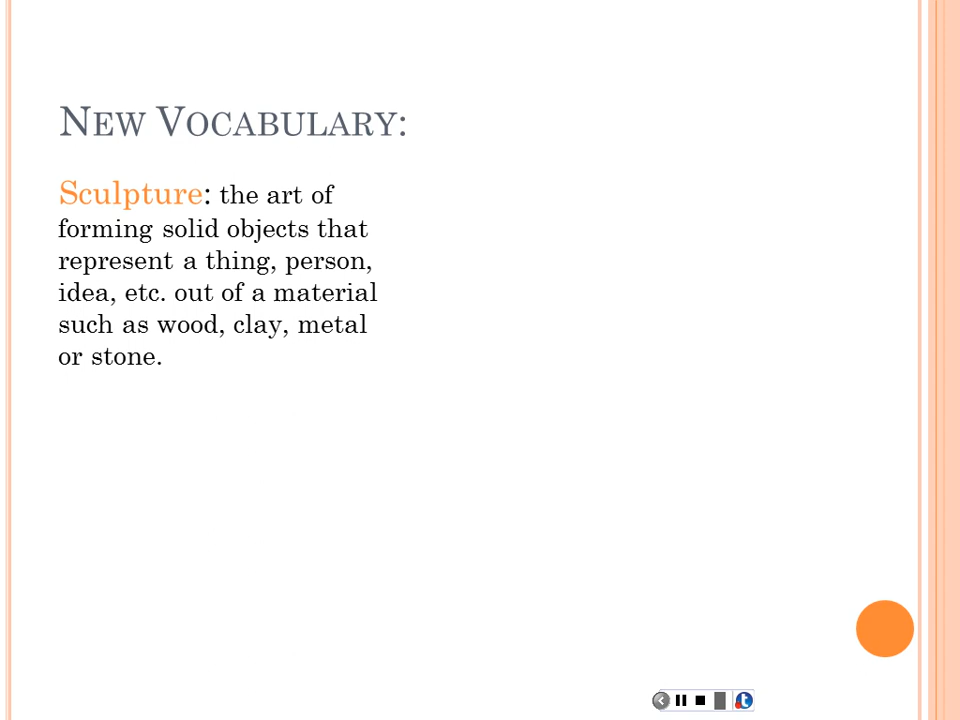 NEW VOCABULARY:
Sculpture: the art of
forming solid objects that
represent a thing, person,
idea, etc. out of a material
such as wood, clay, metal
or stone.